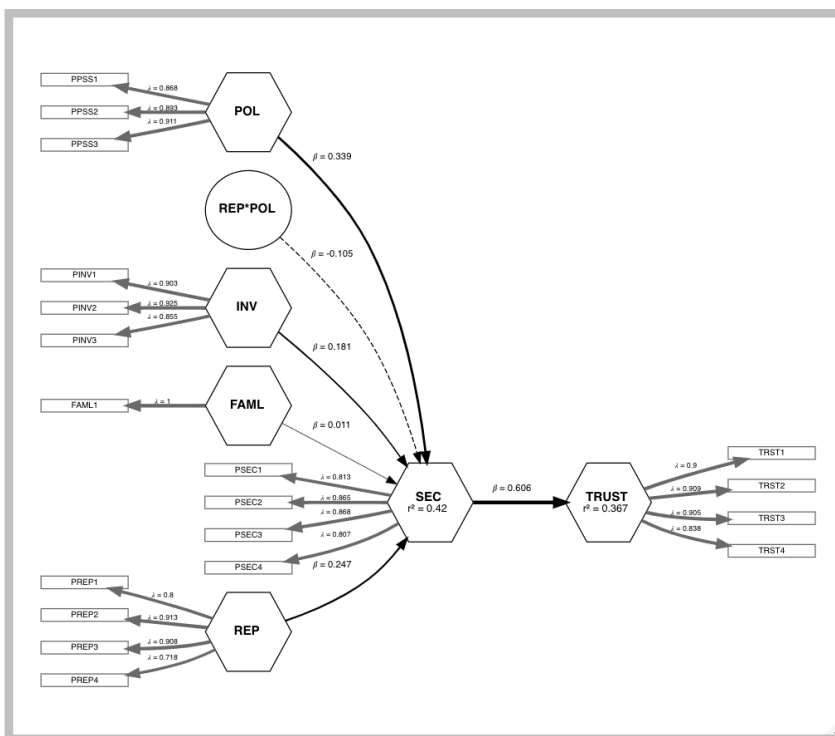 PPSS1
λ = 0.868
PPSS2
λ = 0.893
POL
λ = 0.911
PPSS3
β = 0.339
REP*POL
β = -0.105
PINV1
λ = 0.903
PINV2
λ = 0.925
INV
λ = 0.855
PINV3
β = 0.181
FAML1
λ = 1
FAML
β = 0.011
PSEC1
λ = 0.813
PSEC2
λ = 0.865
λ = 0.868
PSEC3
λ = 0.807
PSEC4
SEC
r² = 0.42
β = 0.606
TRUST
r² = 0.367
TRST1
λ = 0.9
TRST2
λ = 0.909
λ = 0.905
TRST3
λ = 0.838
TRST4
β = 0.247
PREP1
λ = 0.8
PREP2
λ = 0.913
REP
PREP3
λ = 0.908
λ = 0.718
PREP4